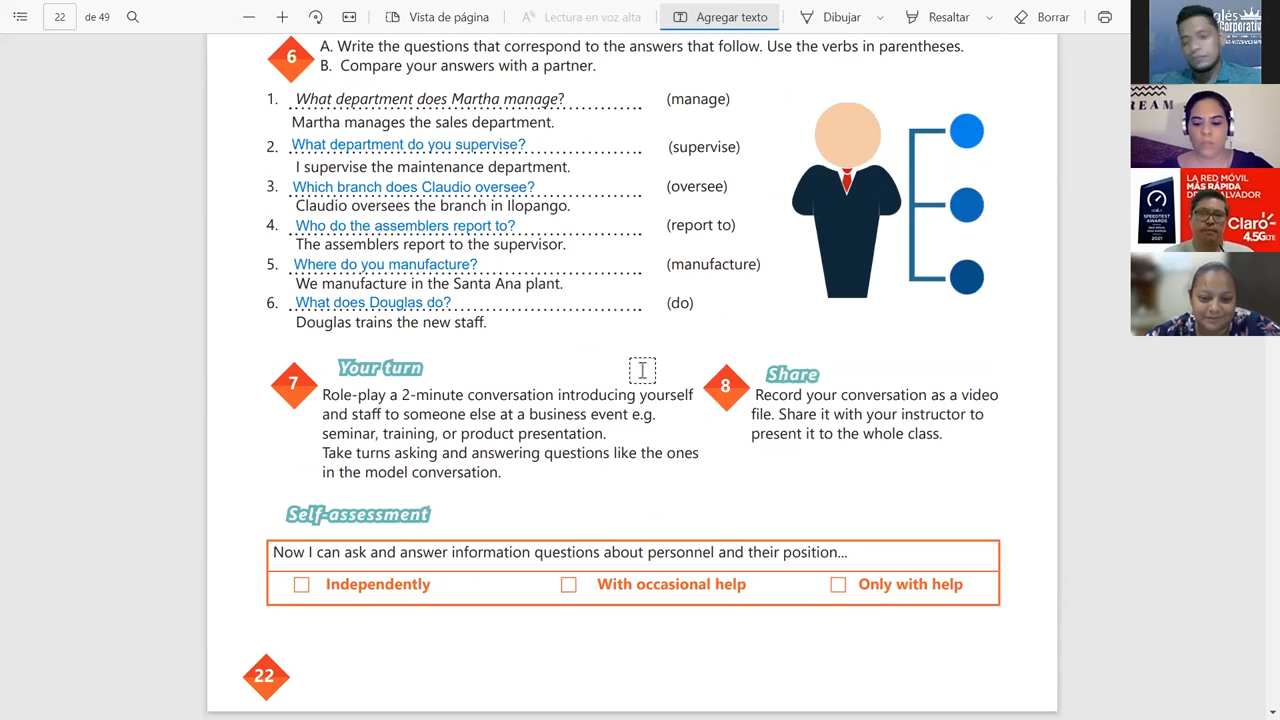 22 de 49 Vista de página Lectura en voz alta Agregar texto Dibujar Resaltar Borrar
6 A. Write the questions that correspond to the answers that follow. Use the verbs in parentheses.
B. Compare your answers with a partner.
1. What department does Martha manage? (manage)
Martha manages the sales department.
2. What department do you supervise? (supervise)
I supervise the maintenance department.
3. Which branch does Claudio oversee? (oversee)
Claudio oversees the branch in Ilopango.
4. Who do the assemblers report to? (report to)
The assemblers report to the supervisor.
5. Where do you manufacture? (manufacture)
We manufacture in the Santa Ana plant.
6. What does Douglas do? (do)
Douglas trains the new staff.
7 Your turn
Role-play a 2-minute conversation introducing yourself
and staff to someone else at a business event e.g.
seminar, training, or product presentation.
Take turns asking and answering questions like the ones
in the model conversation.
8 Share
Record your conversation as a video
file. Share it with your instructor to
present it to the whole class.
Self-assessment
Now I can ask and answer information questions about personnel and their position...
Independently With occasional help Only with help
22
glés
Corporativ
REAM
LA RED MÓVIL
MÁS RÁPIDA
DE VALVADOR
SPEEDTEST
AWARDS
2021
Claro
4.5G LTE